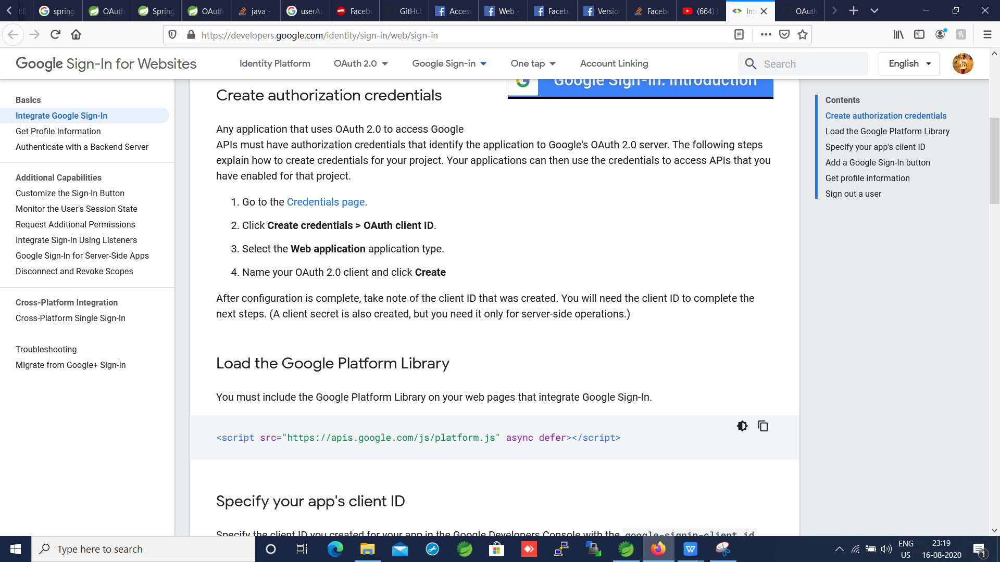 spring
OAuth
Spring
OAuth
java -
userAu
Facebo
GitHub
Access
Web -
Facebo
Versio
Facebo
(664)
Int
OAuth
https://developers.google.com/identity/sign-in/web/sign-in
Google Sign-In for Websites
Identity Platform
OAuth 2.0
Google Sign-in
One tap
Account Linking
Search
English
Basics
Integrate Google Sign-In
Get Profile Information
Authenticate with a Backend Server
Additional Capabilities
Customize the Sign-In Button
Monitor the User's Session State
Request Additional Permissions
Integrate Sign-In Using Listeners
Google Sign-In for Server-Side Apps
Disconnect and Revoke Scopes
Cross-Platform Integration
Cross-Platform Single Sign-In
Troubleshooting
Migrate from Google+ Sign-In
Google Sign-In: Introduction
Create authorization credentials
Any application that uses OAuth 2.0 to access Google
APIs must have authorization credentials that identify the application to Google's OAuth 2.0 server. The following steps
explain how to create credentials for your project. Your applications can then use the credentials to access APIs that you
have enabled for that project.
1. Go to the Credentials page.
2. Click Create credentials > OAuth client ID.
3. Select the Web application application type.
4. Name your OAuth 2.0 client and click Create
After configuration is complete, take note of the client ID that was created. You will need the client ID to complete the
next steps. (A client secret is also created, but you need it only for server-side operations.)
Load the Google Platform Library
You must include the Google Platform Library on your web pages that integrate Google Sign-In.
<script src="https://apis.google.com/js/platform.js" async defer></script>
Specify your app's client ID
Specify the client ID you created for your app in the Google Developers Console with the google-signin-client_id
Contents
Create authorization credentials
Load the Google Platform Library
Specify your app's client ID
Add a Google Sign-In button
Get profile information
Sign out a user
Type here to search
ENG
US
23:19
16-08-2020
1